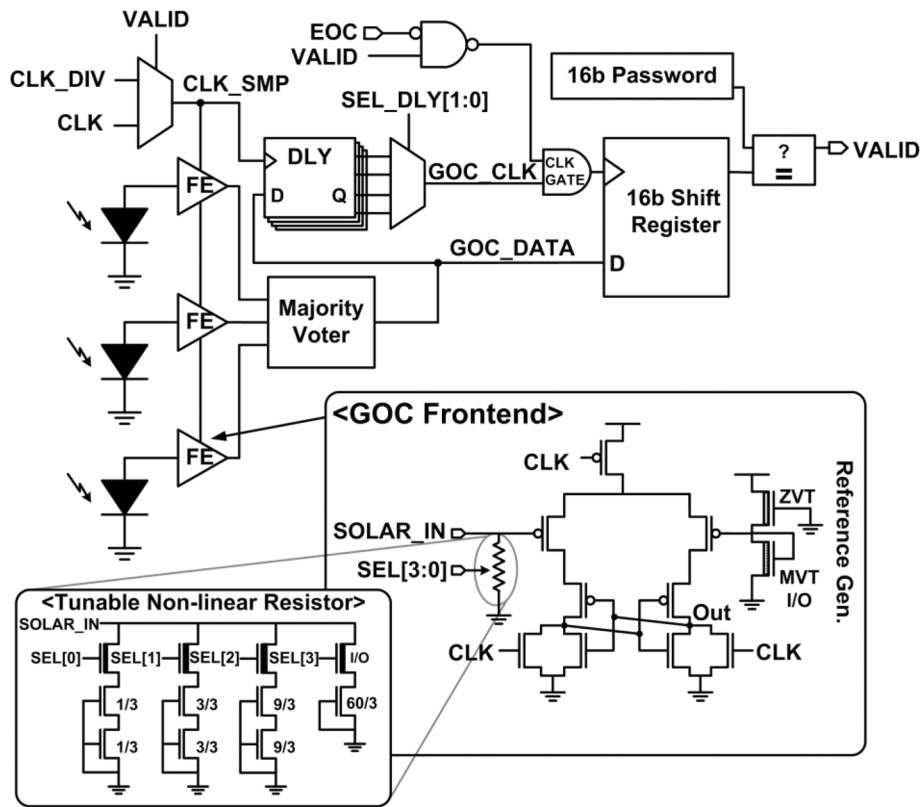 VALID
EOC
VALID
CLK_DIV
CLK_SMP
16b Password
CLK
SEL_DLY[1:0]
DLY
D Q
GOC_CLK
CLK
GATE
?
=
VALID
FE
16b Shift
Register
GOC_DATA
D
Majority
Voter
FE
FE
<GOC Frontend>
CLK
Reference Gen.
ZVT
SOLAR_IN
SEL[3:0]
MVT
I/O
Out
CLK
CLK
<Tunable Non-linear Resistor>
SOLAR_IN
SEL[0] SEL[1] SEL[2] SEL[3] I/O
1/3 3/3 9/3 60/3
1/3 3/3 9/3